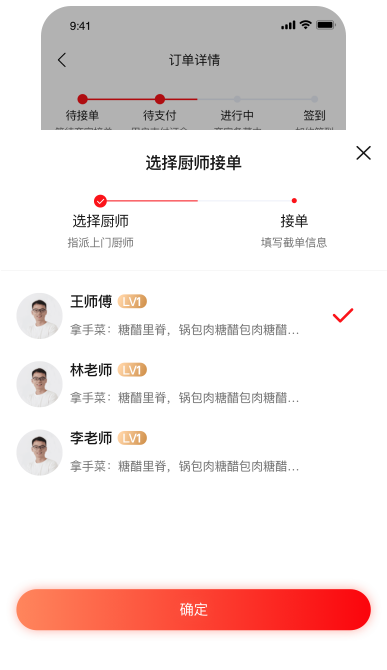 9:41
订单详情
待接单
待支付
进行中
签到
选择厨师接单
选择厨师
接单
指派上门厨师
填写截单信息
王师傅 LV1
拿手菜：糖醋里脊，锅包肉糖醋包肉糖醋...
林老师 LV1
拿手菜：糖醋里脊，锅包肉糖醋包肉糖醋...
李老师 LV1
拿手菜：糖醋里脊，锅包肉糖醋包肉糖醋...
确定